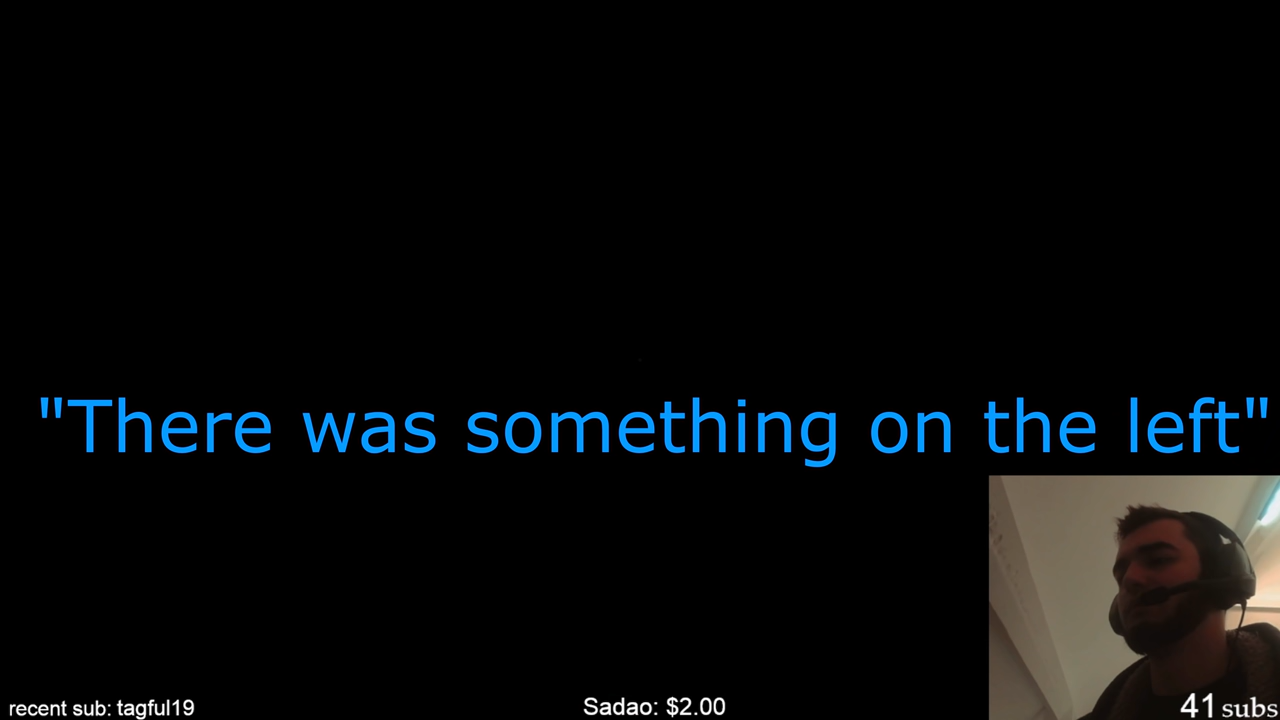 "There was something on the left"
recent sub: tagful19
Sadao: $2.00
41 subs